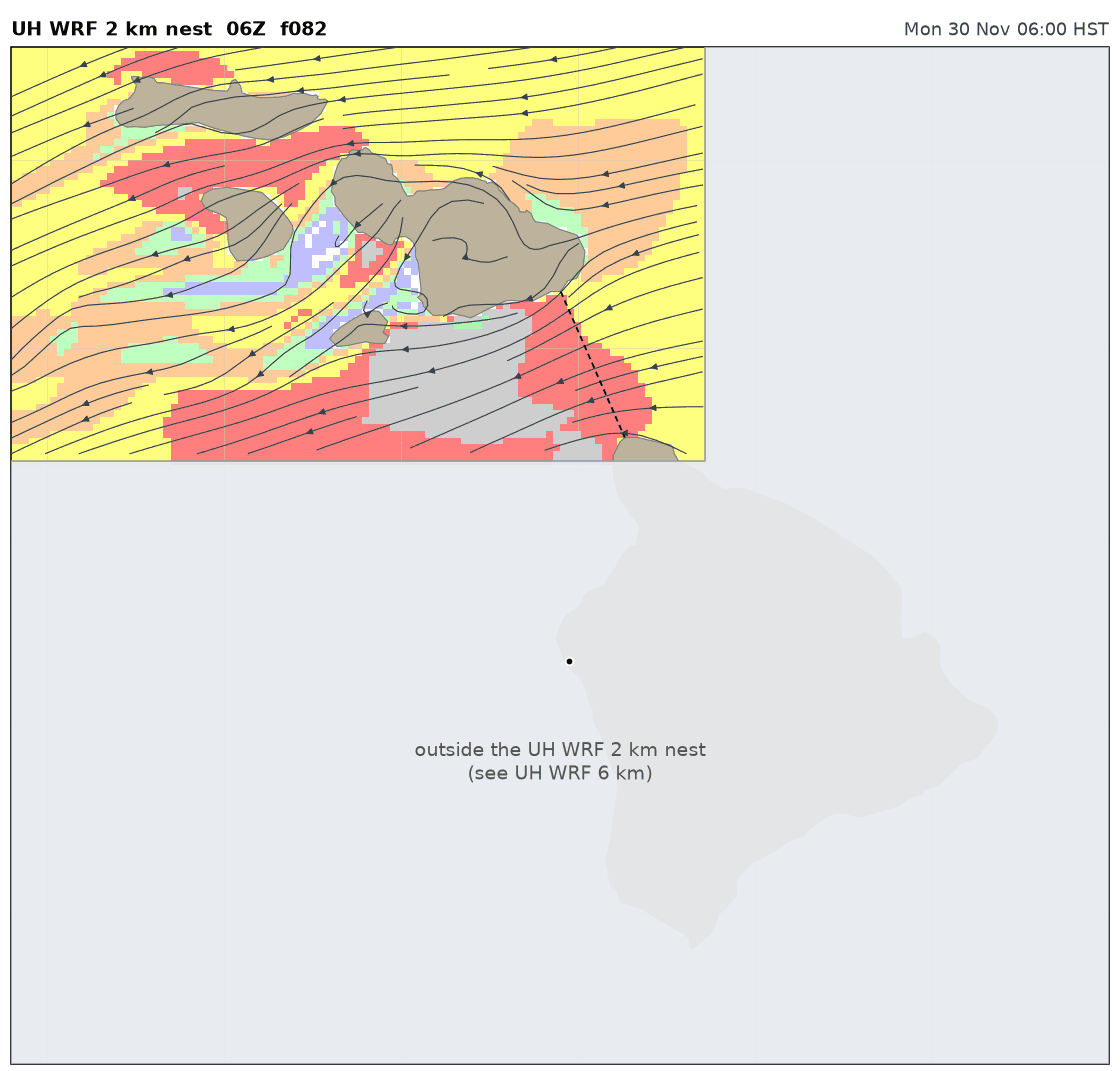 UH WRF 2 km nest  06Z  f082
Mon 30 Nov 06:00 HST
outside the UH WRF 2 km nest
(see UH WRF 6 km)